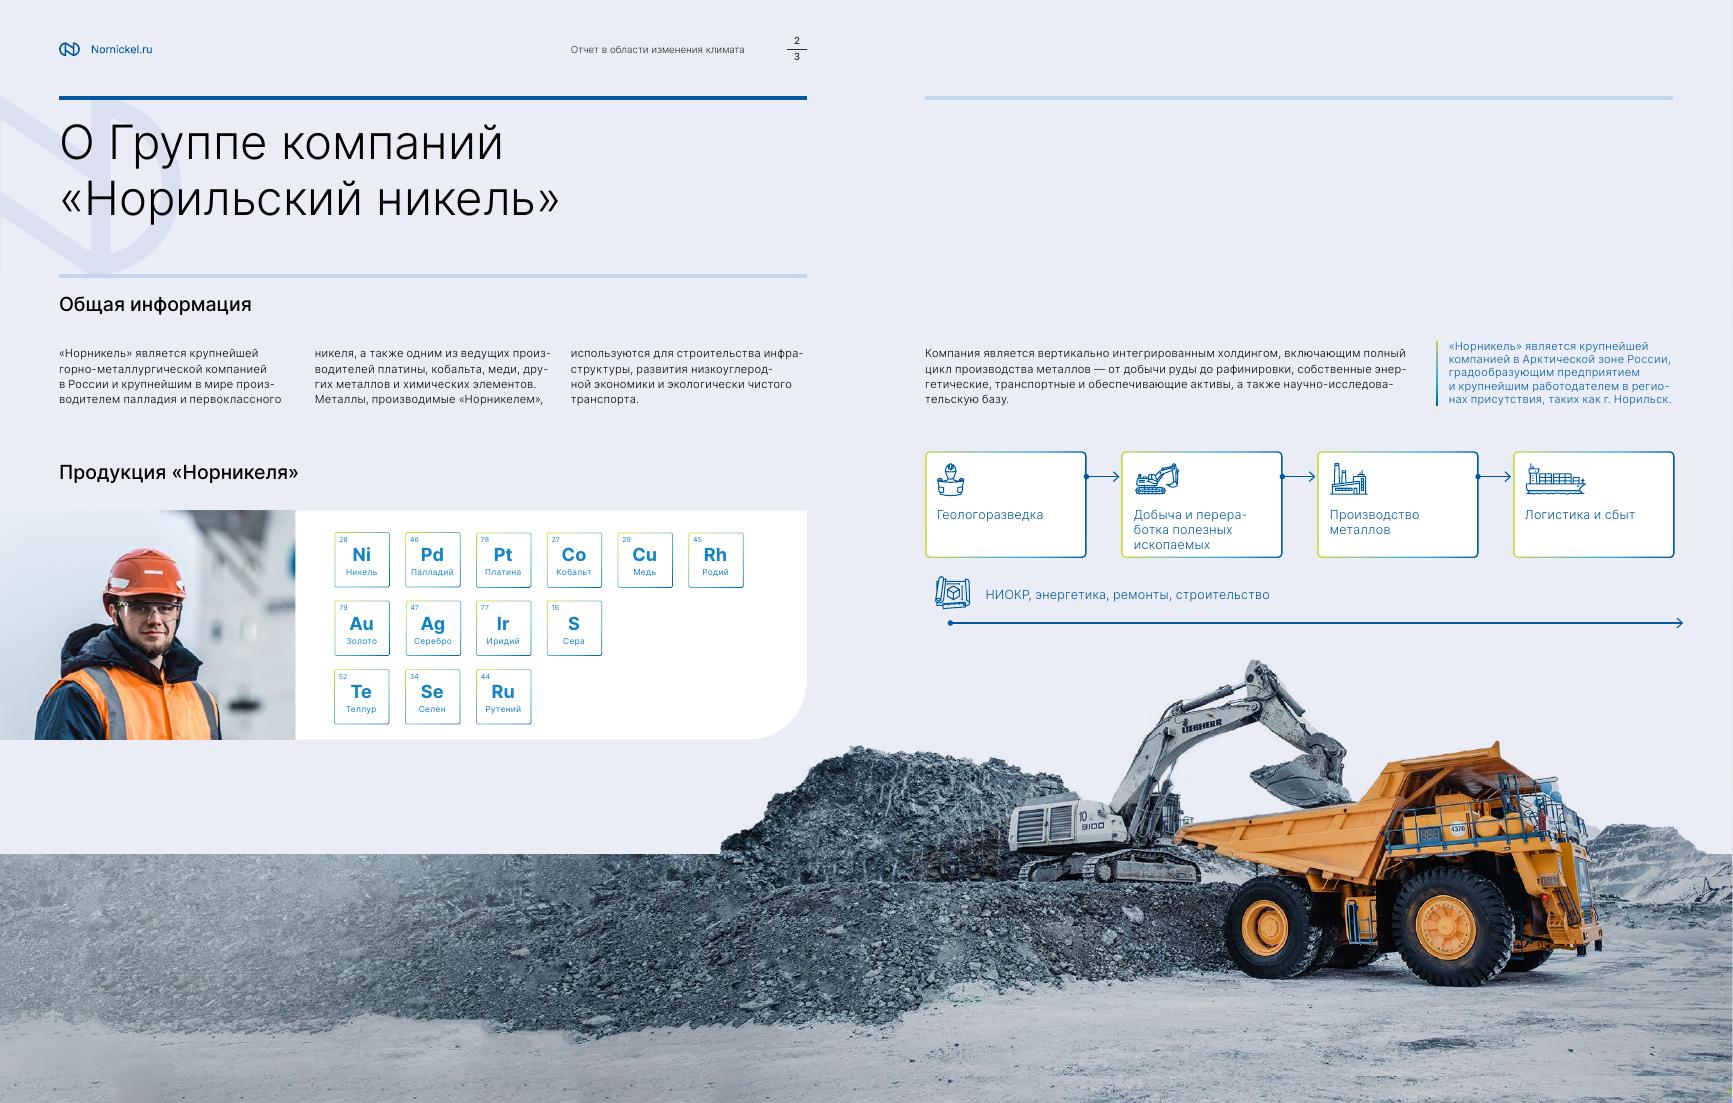 Nornickel.ru
Отчет в области изменения климата
2
3
О Группе компаний
«Норильский никель»
Общая информация
«Норникель» является крупнейшей
горно-металлургической компанией
в России и крупнейшим в мире произ-
водителем палладия и первоклассного
никеля, а также одним из ведущих произ-
водителей платины, кобальта, меди, дру-
гих металлов и химических элементов.
Металлы, производимые «Норникелем»,
используются для строительства инфра-
структуры, развития низкоуглерод-
ной экономики и экологически чистого
транспорта.
Продукция «Норникеля»
28
Ni
Никель
46
Pd
Палладий
78
Pt
Платина
27
Co
Кобальт
29
Cu
Медь
45
Rh
Родий
79
Au
Золото
47
Ag
Серебро
77
Ir
Иридий
16
S
Сера
52
Te
Теллур
34
Se
Селен
44
Ru
Рутений
Компания является вертикально интегрированным холдингом, включающим полный
цикл производства металлов — от добычи руды до рафинировки, собственные энер-
гетические, транспортные и обеспечивающие активы, а также научно-исследова-
тельскую базу.
«Норникель» является крупнейшей
компанией в Арктической зоне России,
градообразующим предприятием
и крупнейшим работодателем в регио-
нах присутствия, таких как г. Норильск.
Геологоразведка
Добыча и перера-
ботка полезных
ископаемых
Производство
металлов
Логистика и сбыт
НИОКР, энергетика, ремонты, строительство
LIEBHERR
10
9100
4370